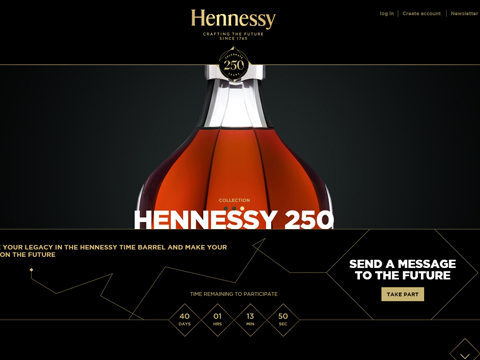 Hennessy
CRAFTING THE FUTURE
SINCE 1765
log in
Create account
Newsletter
250
YEARS
COLLECTION
HENNESSY 250
YOUR LEGACY IN THE HENNESSY TIME BARREL AND MAKE YOUR
ON THE FUTURE
SEND A MESSAGE
TO THE FUTURE
TAKE PART
TIME REMAINING TO PARTICIPATE
40 01 13 50
DAYS HRS MIN SEC